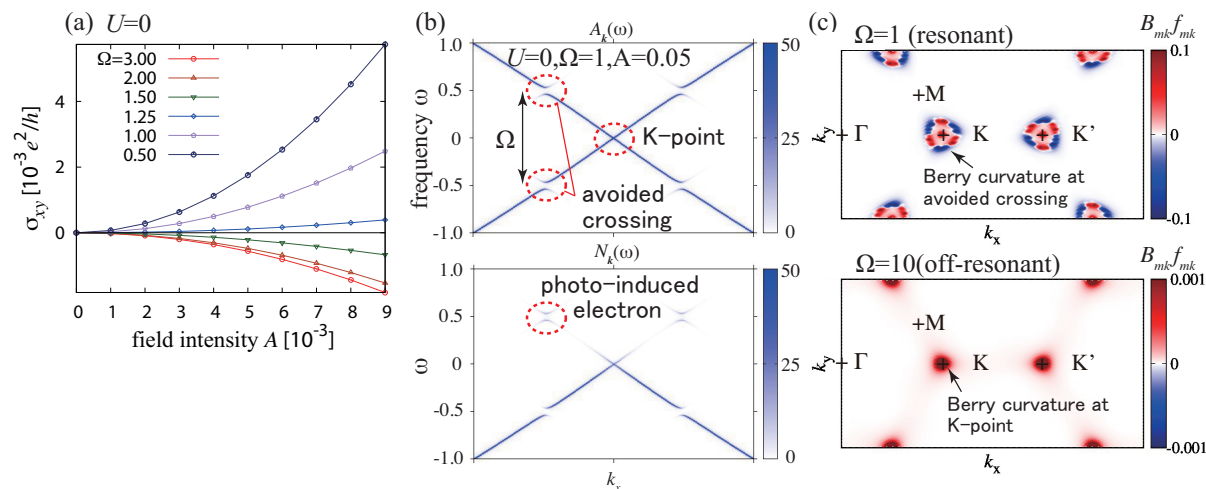 (a) U=0
σxy [10⁻³e²/h]
4
2
0
Ω=3.00
2.00
1.50
1.25
1.00
0.50
0 1 2 3 4 5 6 7 8 9
field intensity A [10⁻³]
(b)
Aₖ(ω)
U=0,Ω=1,A=0.05
frequency ω
1.0
0.5
0
-0.5
-1.0
Ω
K-point
avoided
crossing
50
25
0
Nₖ(ω)
photo-induced
electron
ω
1.0
0.5
0
-0.5
-1.0
kₓ
50
25
0
(c)
Ω=1 (resonant)
Bmk fmk
0.1
0
-0.1
+M
Γ
K
K'
Berry curvature at
avoided crossing
ky
kx
Ω=10(off-resonant)
Bmk fmk
0.001
0
-0.001
+M
Γ
K
K'
Berry curvature at
K-point
ky
kx